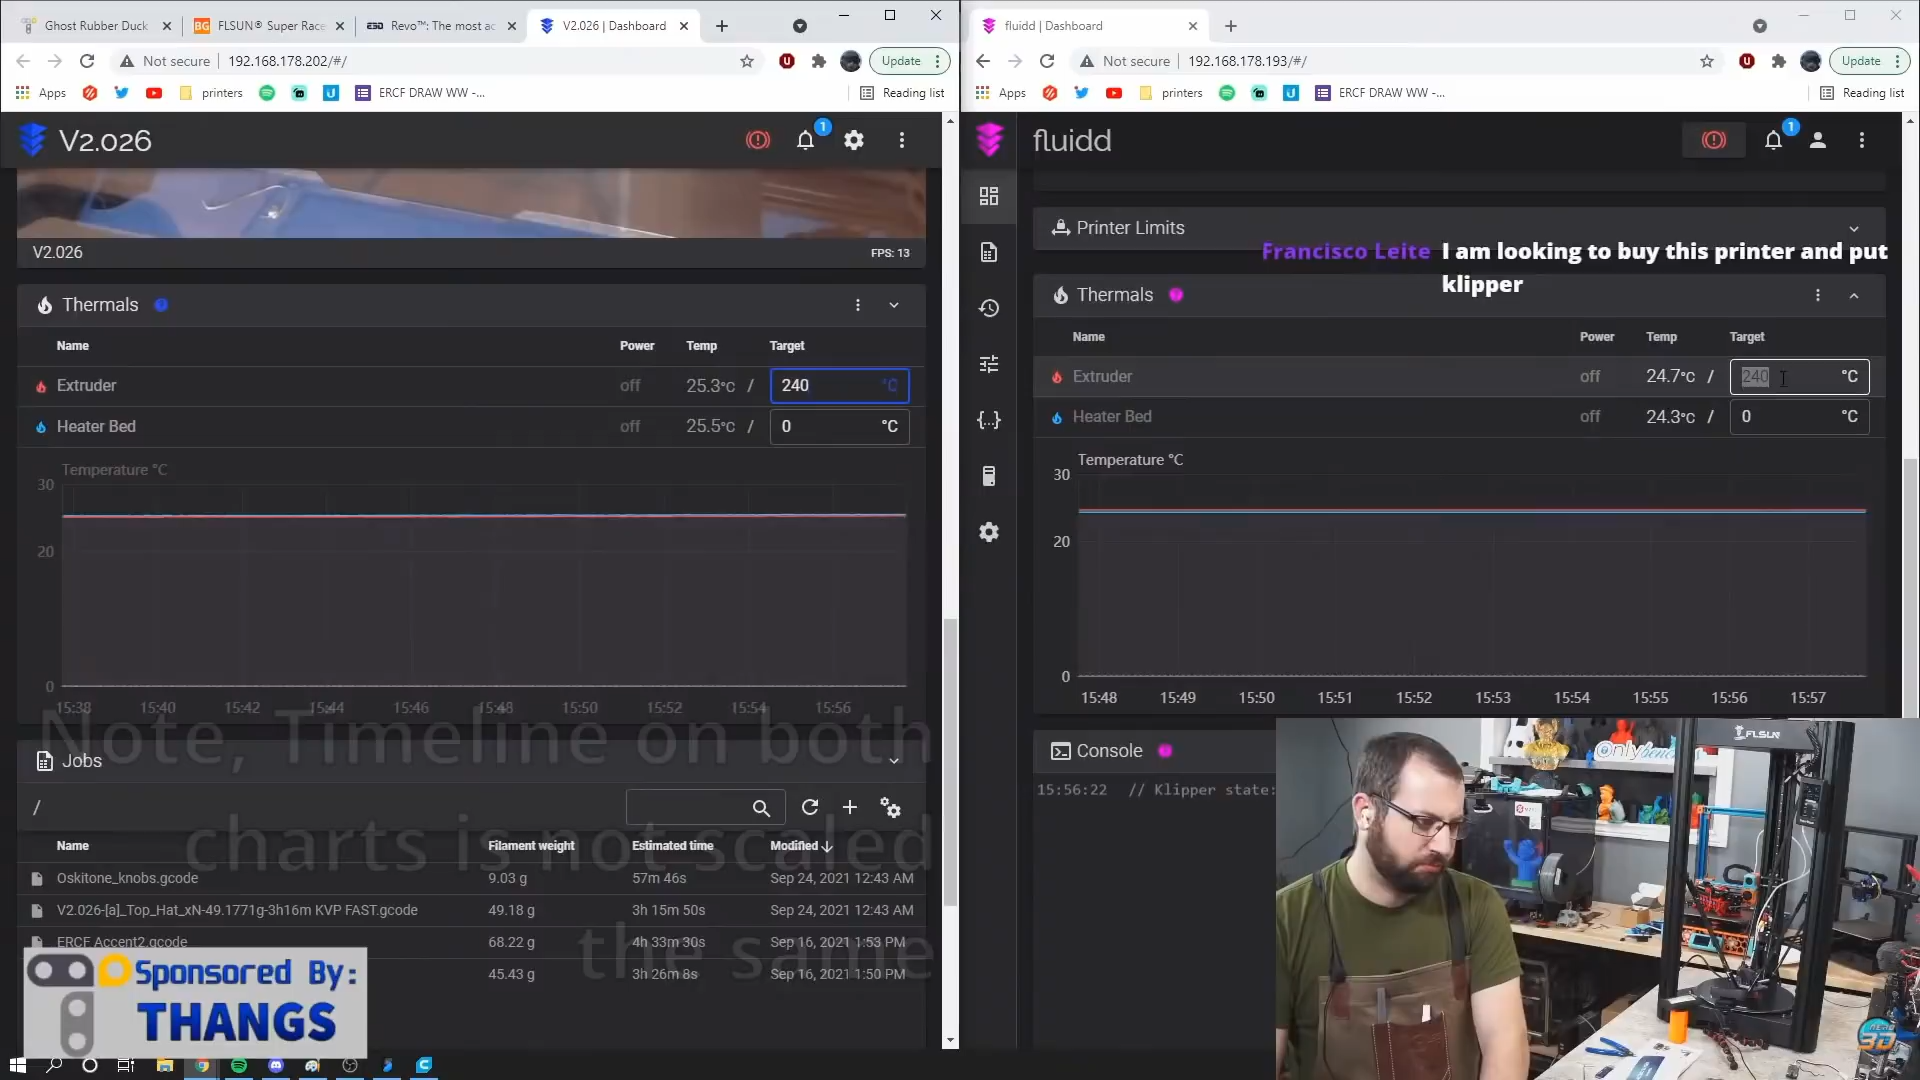 Ghost Rubber Duck
FLSUN® Super Race
Revo™: The most ac
V2.026 | Dashboard
Not secure
192.168.178.202/#/
Update
Apps
printers
ERCF DRAW WW -...
Reading list
V2.026
V2.026
FPS: 13
Thermals
Name
Power
Temp
Target
Extruder
off
25.3°C /
240 °C
Heater Bed
off
25.5°C /
0 °C
Temperature °C
30
20
0
15:38 15:40 15:42 15:44 15:46 15:48 15:50 15:52 15:54 15:56
Note, Timeline on both
charts is not scaled
the same
Jobs
/
Name
Filament weight
Estimated time
Modified
Oskitone_knobs.gcode 9.03 g 57m 46s Sep 24, 2021 12:43 AM
V2.026-[a]_Top_Hat_xN-49.1771g-3h16m KVP FAST.gcode 49.18 g 3h 15m 50s Sep 24, 2021 12:43 AM
ERCF Accent2.gcode 68.22 g 4h 33m 30s Sep 16, 2021 1:53 PM
45.43 g 3h 26m 8s Sep 16, 2021 1:50 PM
Sponsored By:
THANGS
fluidd | Dashboard
Not secure
192.168.178.193/#/
Update
Apps
printers
ERCF DRAW WW -...
Reading list
fluidd
Printer Limits
Francisco Leite I am looking to buy this printer and put
klipper
Thermals
Name
Power
Temp
Target
Extruder
off
24.7°C /
240 °C
Heater Bed
off
24.3°C /
0 °C
Temperature °C
30
20
0
15:48 15:49 15:50 15:51 15:52 15:53 15:54 15:55 15:56 15:57
Console
15:56:22 // Klipper state:
FLSUN
Onlybenchy
NERO
3D